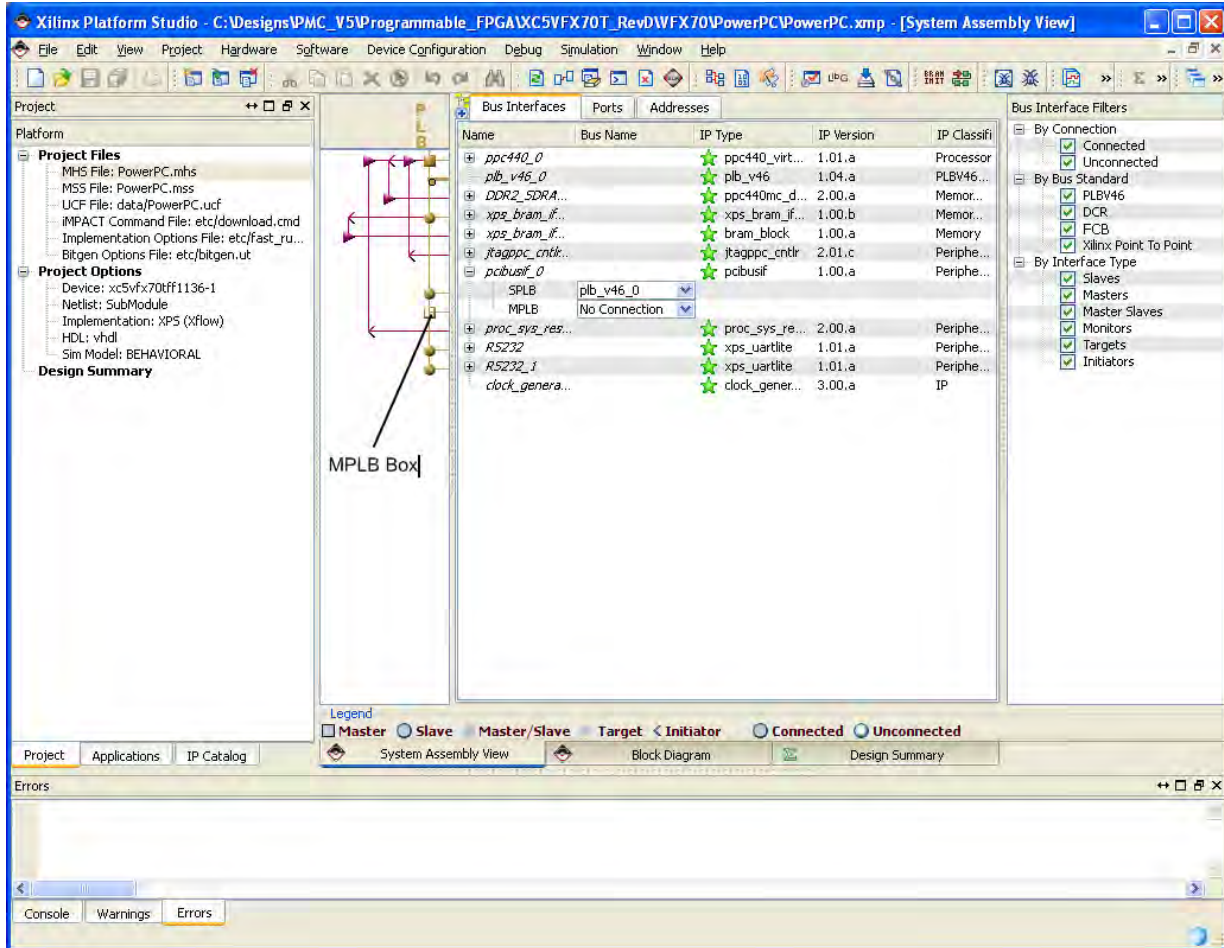 Xilinx Platform Studio - C:\Designs\PMC_V5\Programmable_FPGA\XC5VFX70T_RevD\VFX70\PowerPC\PowerPC.xmp - [System Assembly View]
File Edit View Project Hardware Software Device Configuration Debug Simulation Window Help
Project
Platform
Project Files
MHS File: PowerPC.mhs
MSS File: PowerPC.mss
UCF File: data/PowerPC.ucf
iMPACT Command File: etc/download.cmd
Implementation Options File: etc/fast_ru...
Bitgen Options File: etc/bitgen.ut
Project Options
Device: xc5vfx70tff1136-1
Netlist: SubModule
Implementation: XPS (Xflow)
HDL: vhdl
Sim Model: BEHAVIORAL
Design Summary
Project Applications IP Catalog
P
L
B
MPLB Box
Bus Interfaces Ports Addresses
Name Bus Name IP Type IP Version IP Classifi
ppc440_0 ppc440_virt... 1.01.a Processor
plb_v46_0 plb_v46 1.04.a PLBV46...
DDR2_SDRA... ppc440mc_d... 2.00.a Memor...
xps_bram_if... xps_bram_if... 1.00.b Memor...
xps_bram_if... bram_block 1.00.a Memory
jtagppc_cntlr... jtagppc_cntlr 2.01.c Periphe...
pcibusif_0 pcibusif 1.00.a Periphe...
SPLB plb_v46_0
MPLB No Connection
proc_sys_res... proc_sys_re... 2.00.a Periphe...
RS232 xps_uartlite 1.01.a Periphe...
RS232_1 xps_uartlite 1.01.a Periphe...
clock_genera... clock_gener... 3.00.a IP
Legend
Master Slave Master/Slave Target Initiator Connected Unconnected
System Assembly View Block Diagram Design Summary
Bus Interface Filters
By Connection
Connected
Unconnected
By Bus Standard
PLBV46
DCR
FCB
Xilinx Point To Point
By Interface Type
Slaves
Masters
Master Slaves
Monitors
Targets
Initiators
Errors
Console Warnings Errors